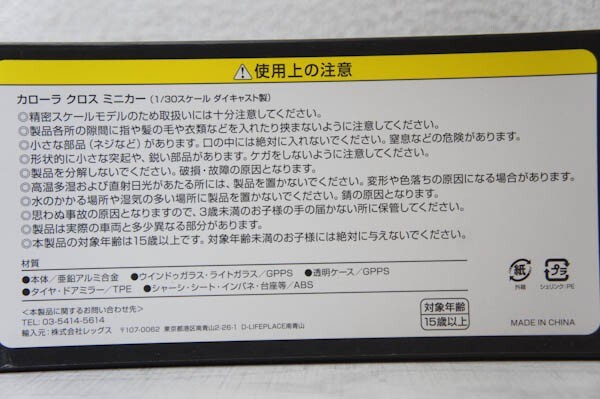 ⚠使用上の注意
カローラ クロス ミニカー（1/30スケール ダイキャスト製）
◎精密スケールモデルのため取扱いには十分注意してください。
◎製品各所の隙間に指や髪の毛や衣類などを入れたり挟まないように注意してください。
◎小さな部品（ネジなど）があります。口の中には絶対に入れないでください。窒息などの危険があります。
◎形状的に小さな突起や、鋭い部品があります。ケガをしないように注意してください。
◎製品を分解しないでください。破損・故障の原因となります。
◎高温多湿および直射日光があたる所には、製品を置かないでください。変形や色落ちの原因になる場合があります。
◎水のかかる場所や湿気の多い場所に製品を置かないでください。錆の原因となります。
◎思わぬ事故の原因となりますので、3歳未満のお子様の手の届かない所に保管してください。
◎製品は実際の車両と多少異なる部分があります。
◎本製品の対象年齢は15歳以上です。対象年齢未満のお子様には絶対に与えないでください。
材質
●本体／亜鉛アルミ合金 ●ウインドゥガラス・ライトガラス／GPPS ●透明ケース／GPPS
●タイヤ・ドアミラー／TPE ●シャーシ・シート・インパネ・台座等／ABS
<本製品に関するお問い合わせ先>
TEL: 03-5414-5614
輸入元：株式会社レッグス 〒107-0062 東京都港区南青山2-26-1 D-LIFEPLACE南青山
対象年齢
15歳以上
紙
外箱
プラ
シュリンク:PE
MADE IN CHINA